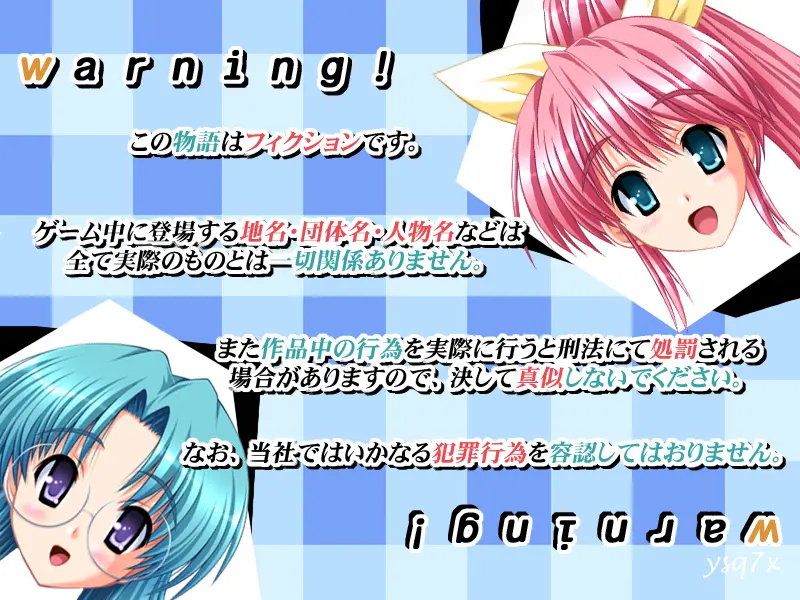 warning!
この物語はフィクションです。
ゲーム中に登場する地名・団体名・人物名などは
全て実際のものとは一切関係ありません。
また作品中の行為を実際に行うと刑法にて処罰される
場合がありますので、決して真似しないでください。
なお、当社ではいかなる犯罪行為を容認してはおりません。
warning!
ysq7x